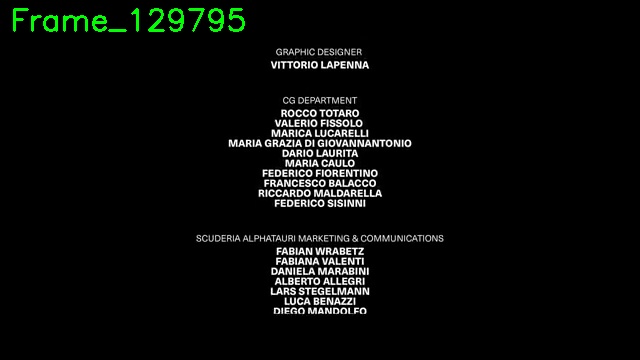 Frame_129795
GRAPHIC DESIGNER
VITTORIO LAPENNA
CG DEPARTMENT
ROCCO TOTARO
VALERIO FISSOLO
MARICA LUCARELLI
MARIA GRAZIA DI GIOVANNANTONIO
DARIO LAURITA
MARIA CAULO
FEDERICO FIORENTINO
FRANCESCO BALACCO
RICCARDO MALDARELLA
FEDERICO SISINNI
SCUDERIA ALPHATAURI MARKETING & COMMUNICATIONS
FABIAN WRABETZ
FABIANA VALENTI
DANIELA MARABINI
ALBERTO ALLEGRI
LARS STEGELMANN
LUCA BENAZZI
DIEGO MANDOLFO